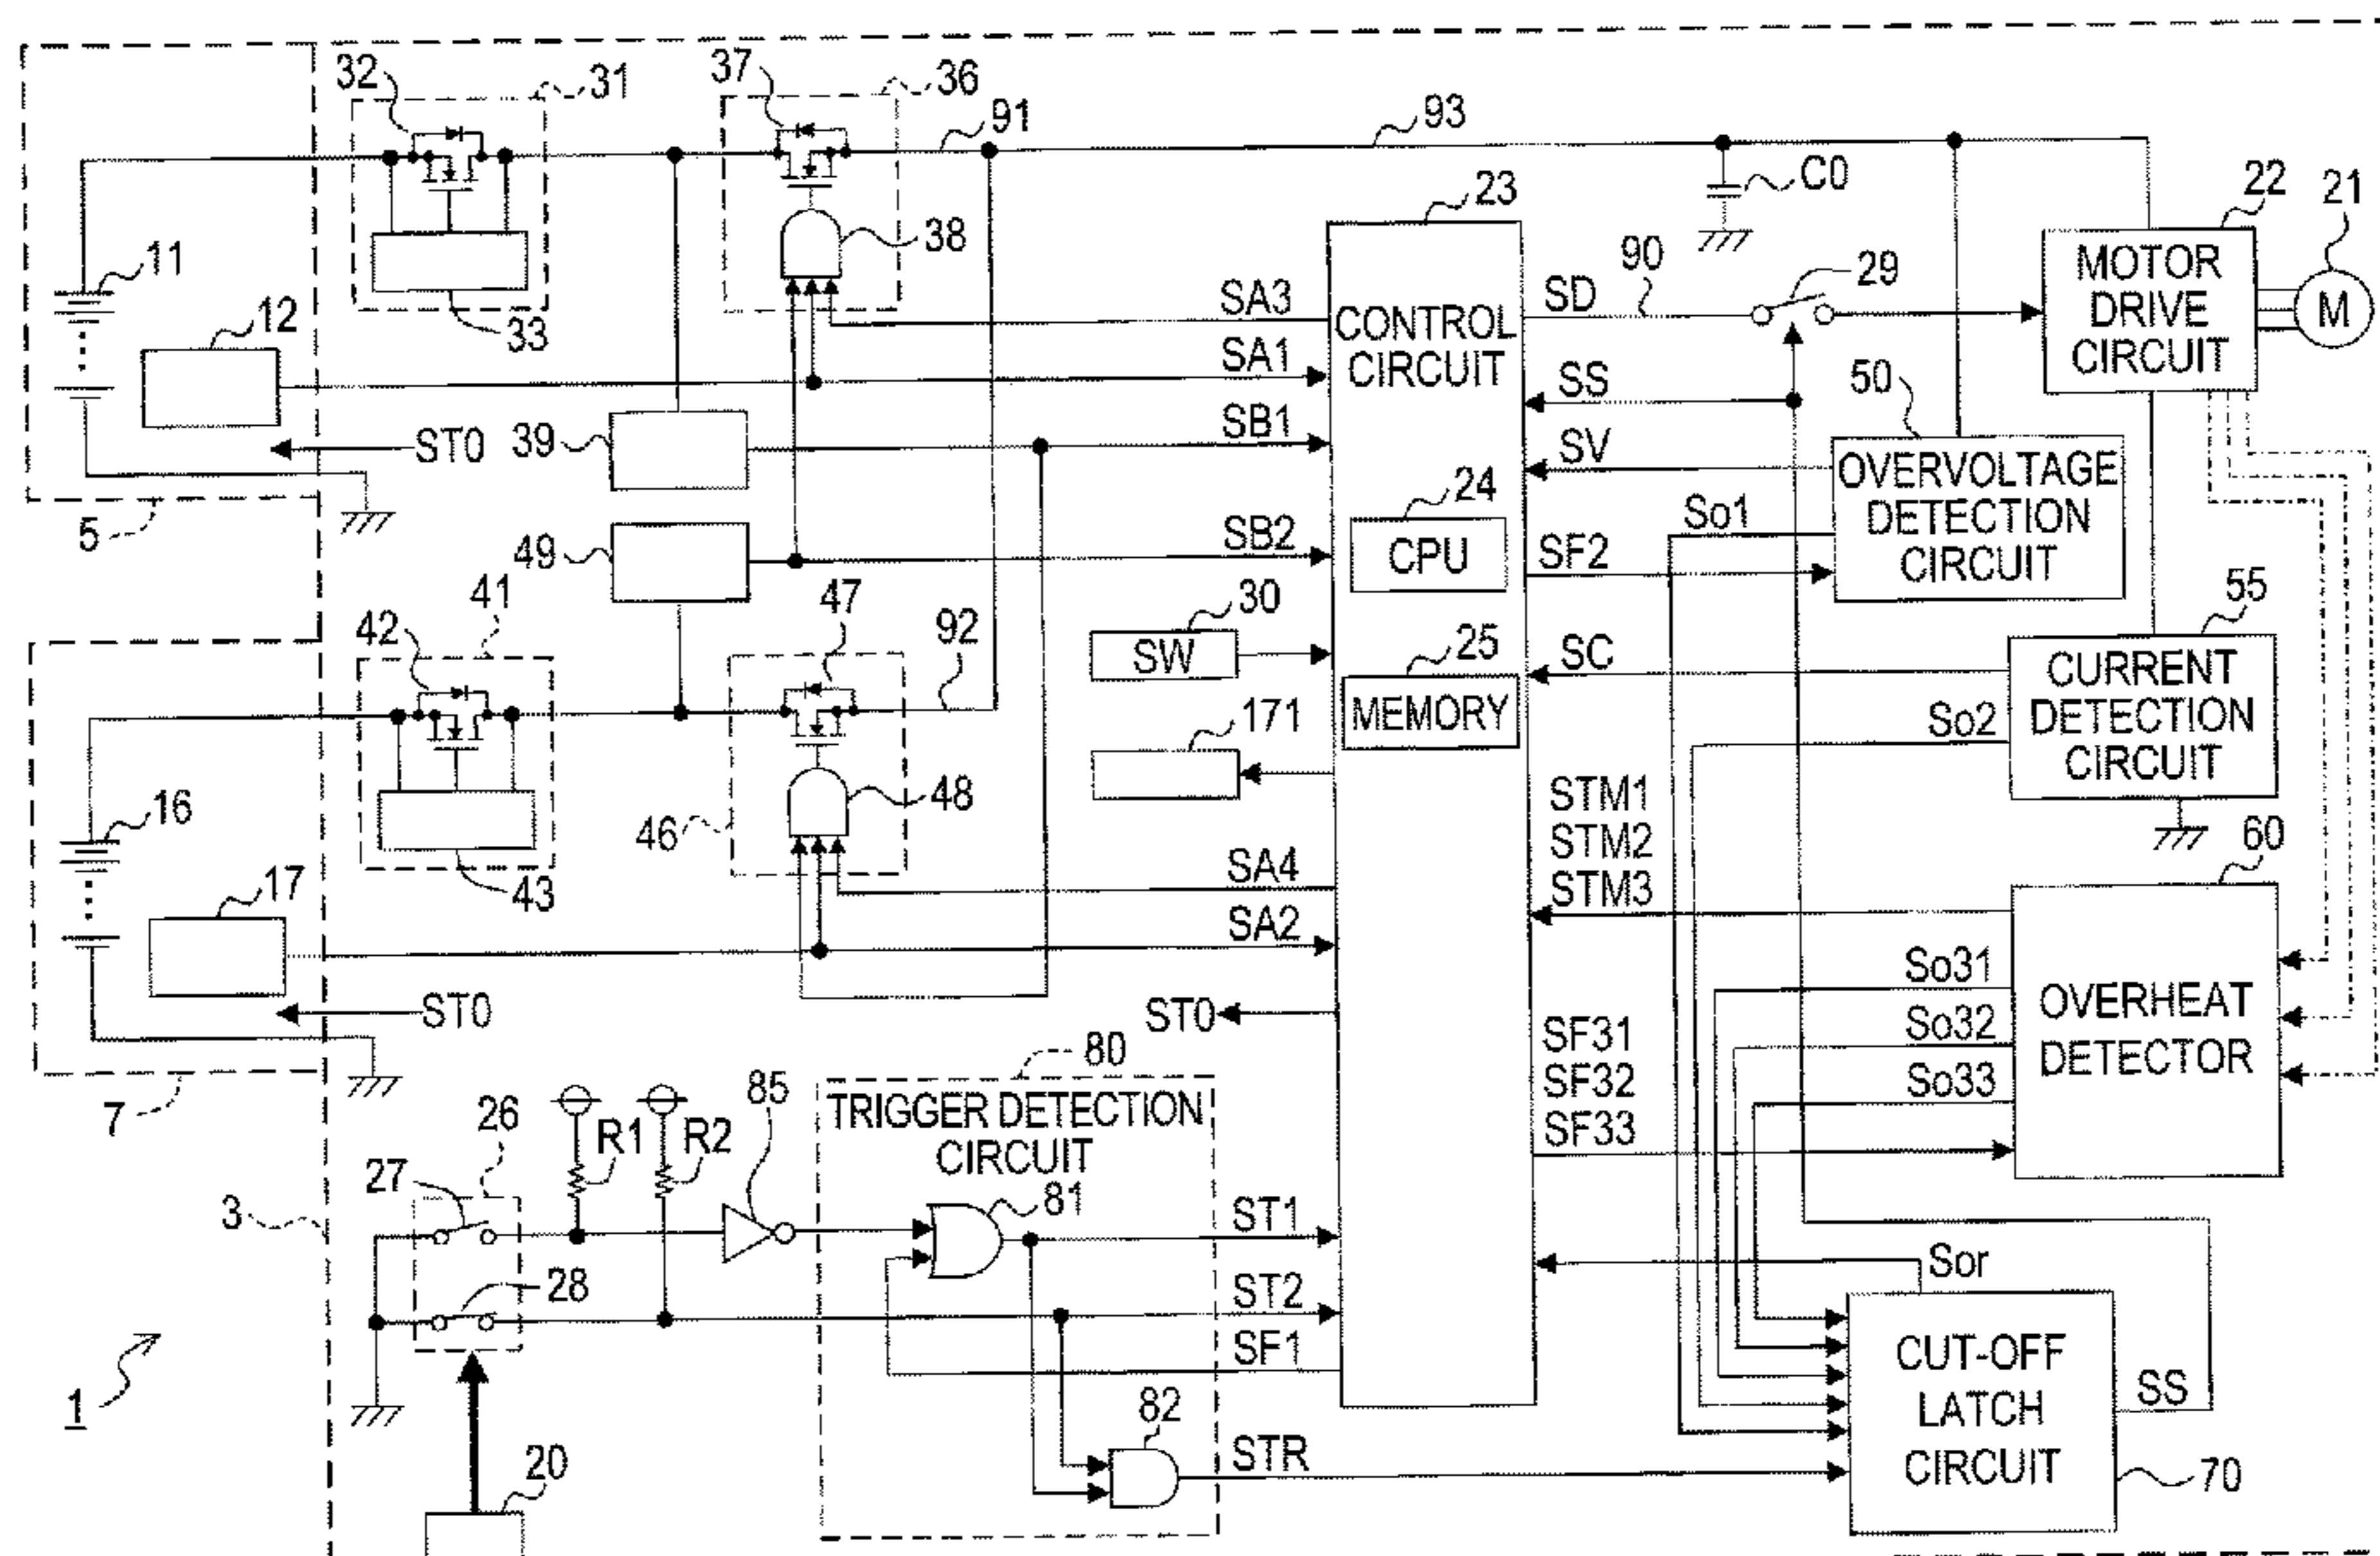 32
31
37
36
91
93
C0
23
22
21
11
12
33
38
SA3
CONTROL
CIRCUIT
SD
90
29
MOTOR
DRIVE
CIRCUIT
M
SA1
SS
50
ST0
39
SB1
SV
OVERVOLTAGE
DETECTION
CIRCUIT
5
49
SB2
24
CPU
So1
SF2
55
42
41
47
92
30
SW
25
MEMORY
SC
CURRENT
DETECTION
CIRCUIT
So2
171
16
43
46
48
STM1
STM2
STM3
60
17
SA4
SA2
ST0
ST0
So31
So32
So33
OVERHEAT
DETECTOR
SF31
SF32
SF33
7
26
R1
R2
85
80
TRIGGER DETECTION
CIRCUIT
27
81
ST1
3
28
ST2
SF1
Sor
CUT-OFF
LATCH
CIRCUIT
SS
1
82
STR
20
70